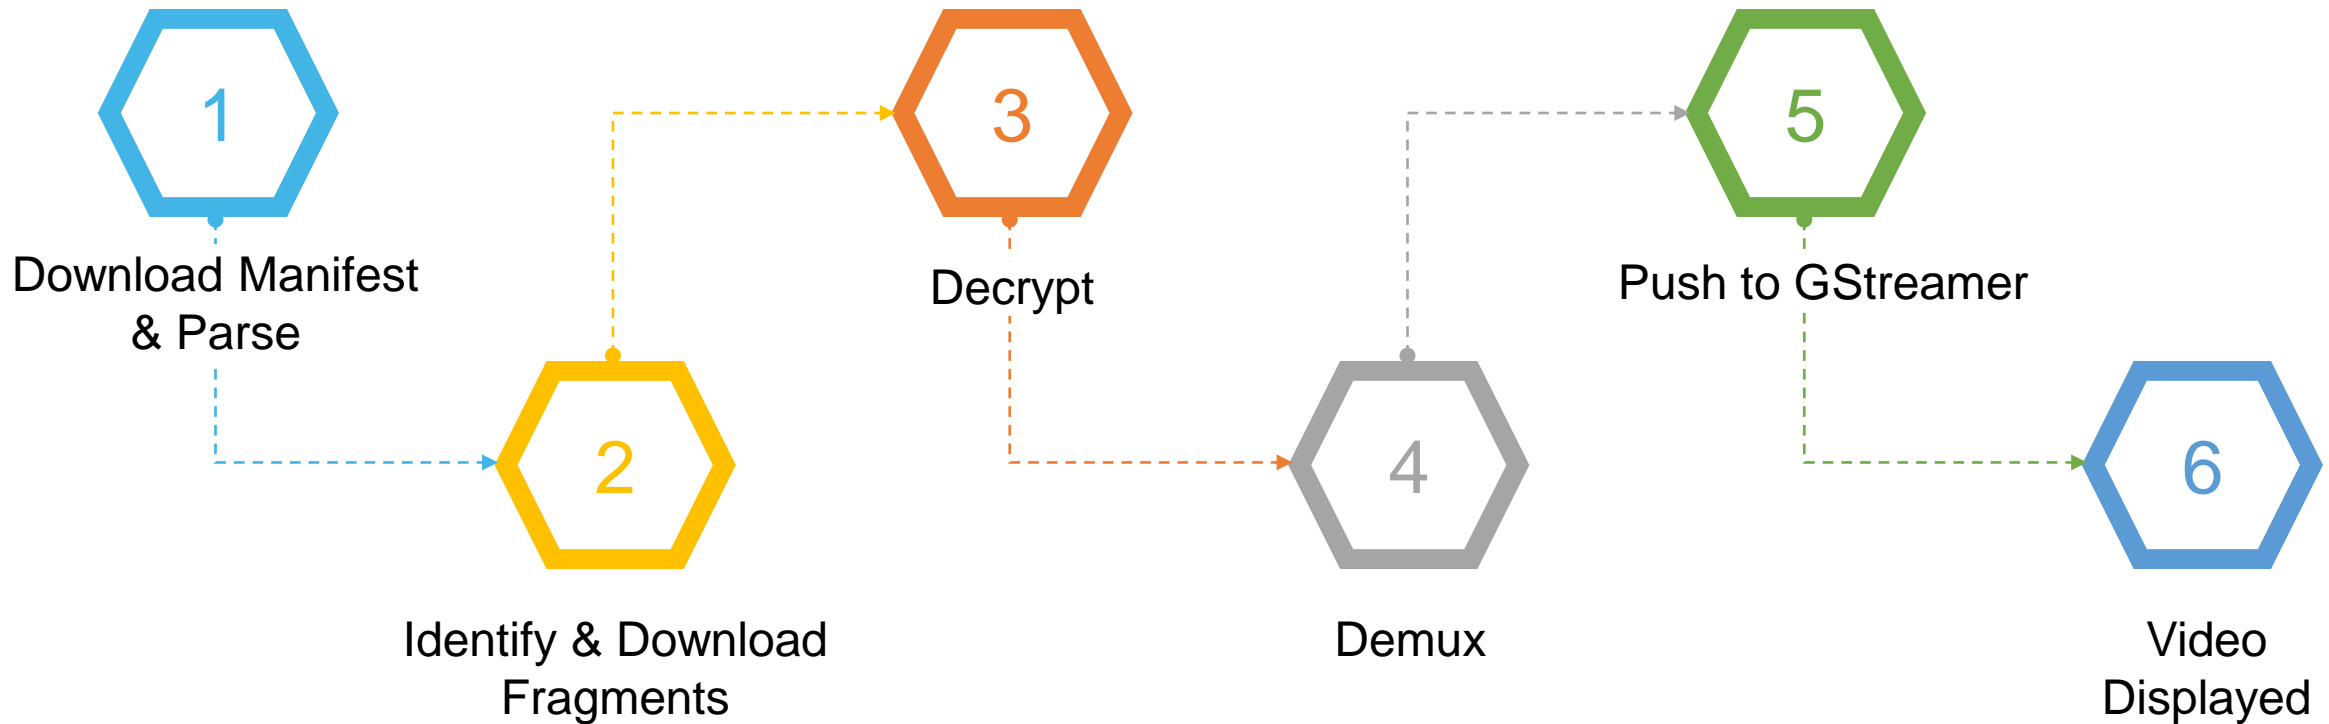 1
Download Manifest
& Parse
2
Identify & Download
Fragments
3
Decrypt
4
Demux
5
Push to GStreamer
6
Video
Displayed